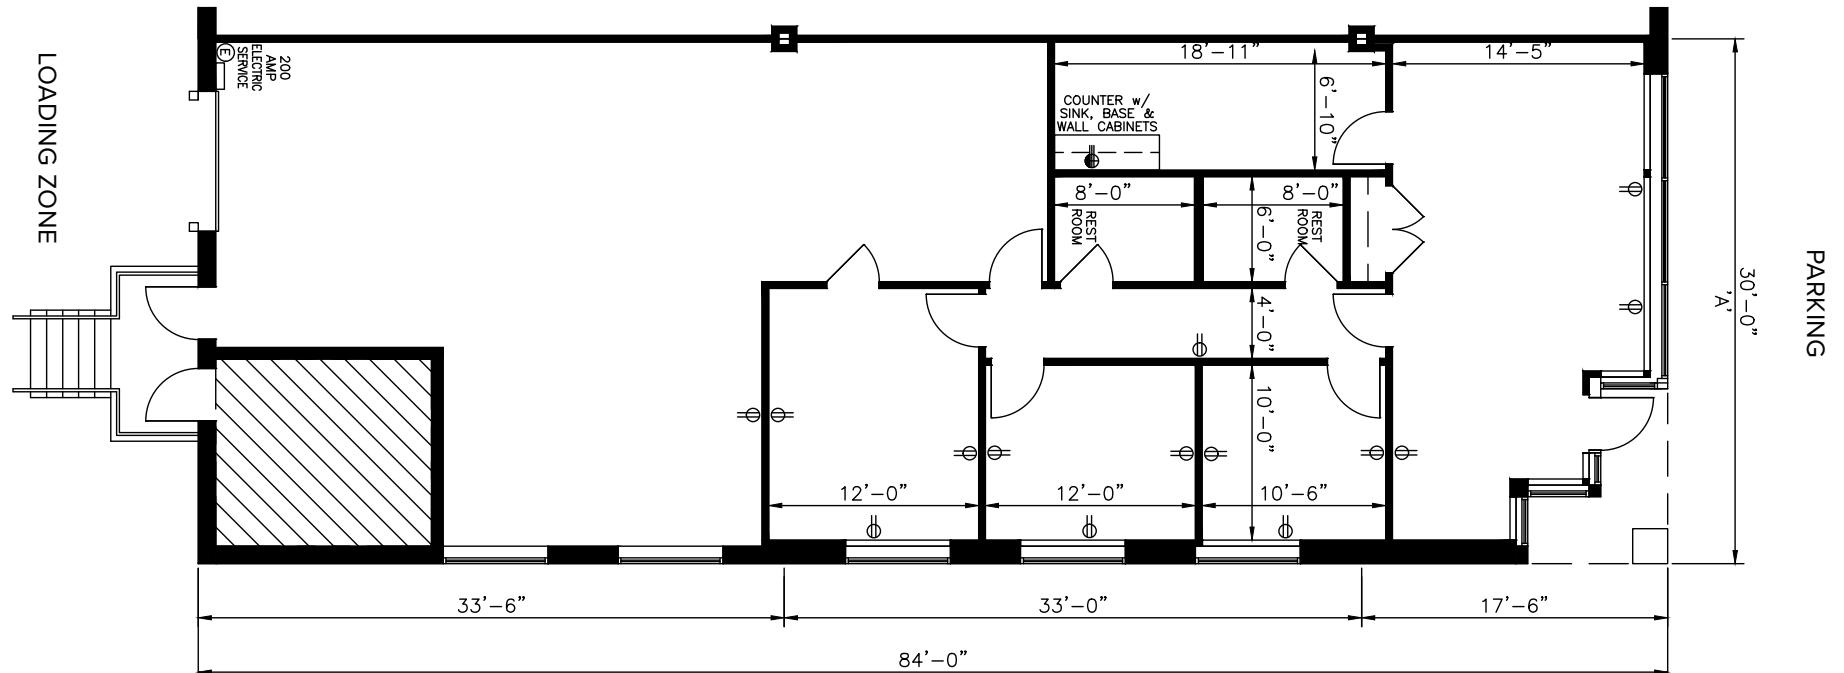 LOADING ZONE
200
AMP
ELECTRIC
SERVICE
E
18'-11"
14'-5"
6'-10"
COUNTER w/
SINK, BASE &
WALL CABINETS
8'-0"
8'-0"
REST
ROOM
6'-0"
REST
ROOM
4'-0"
10'-0"
12'-0"
12'-0"
10'-6"
30'-0"
'A'
PARKING
33'-6"
33'-0"
17'-6"
84'-0"